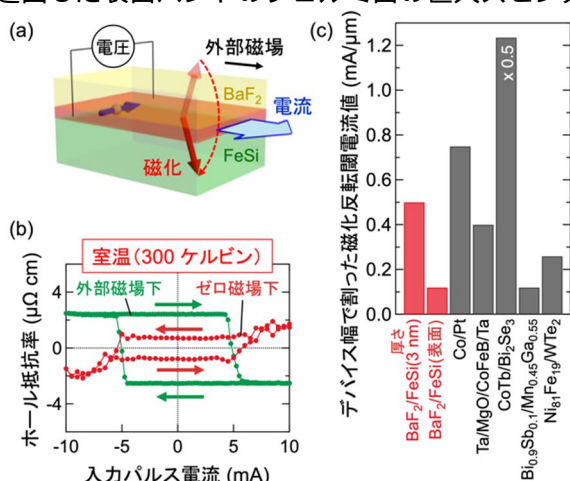 (a)
電圧
外部磁場
BaF2
電流
磁化
FeSi
(b)
室温(300 ケルビン)
外部磁場下
ゼロ磁場下
ホール抵抗率 (μΩ cm)
4
0
-4
-10
-5
0
5
10
入力パルス電流 (mA)
(c)
デバイス幅で割った磁化反転閾電流値 (mA/μm)
1.2
1.0
0.8
0.6
0.4
0.2
0.0
x 0.5
厚さ
BaF2/FeSi(3 nm)
BaF2/FeSi(表面)
Co/Pt
Ta/MgO/CoFeB/Ta
CoTb/Bi2Se3
Bi0.9Sb0.1/Mn0.45Ga0.55
Ni81Fe19/WTe2